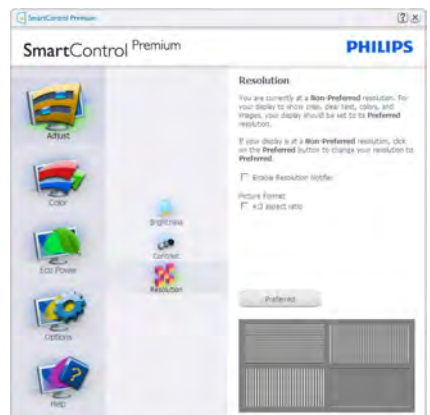 SmartControl Premium
SmartControl Premium
PHILIPS
Adjust
Color
Eco Power
Options
Help
Brightness
Contrast
Resolution
Resolution
You are currently at a Non-Preferred resolution. For
your display to show crisp, clear text, colors, and
images, your display should be set to its Preferred
resolution.
If your display is at a Non-Preferred resolution, click
on the Preferred button to change your resolution to
Preferred.
Enable Resolution Notifier
Picture Format
4:3 aspect ratio
Preferred